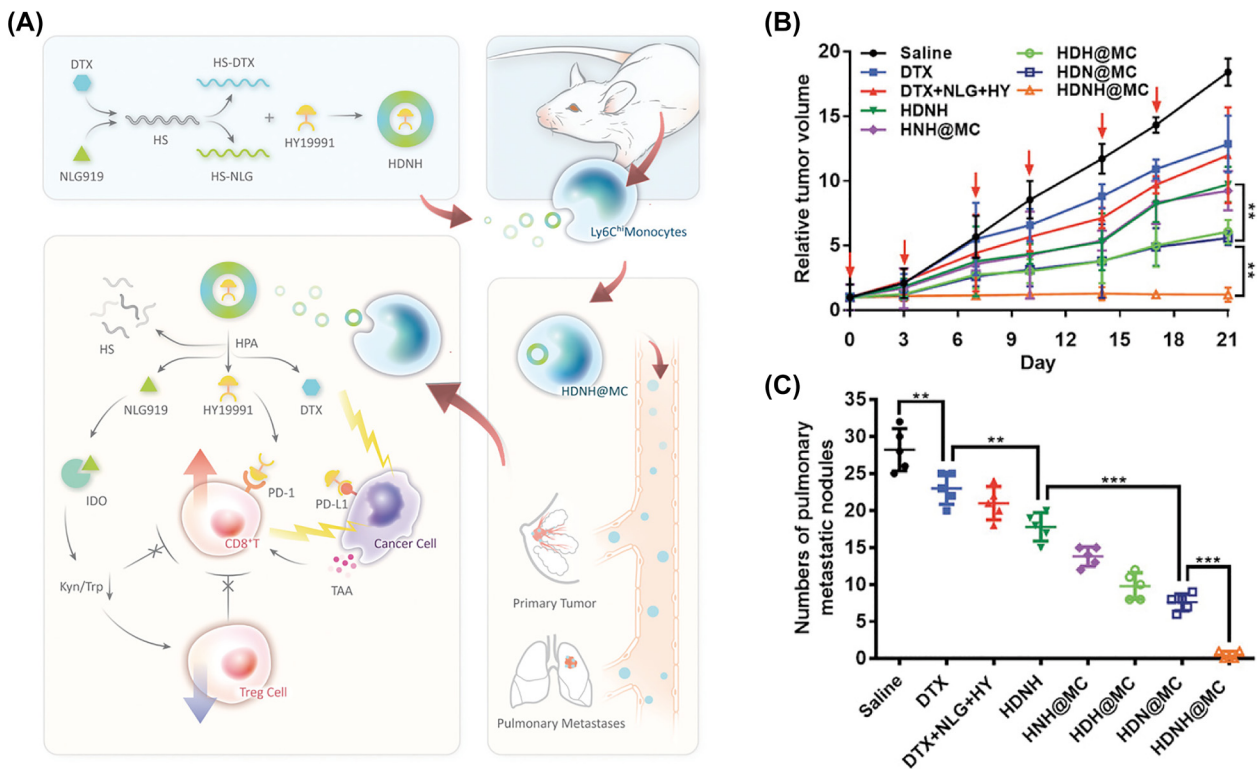 (A)
DTX
HS-DTX
HS
+
HY19991
HDNH
NLG919
HS-NLG
Ly6ChiMonocytes
HPA
HS
NLG919
HY19991
DTX
HDNH@MC
IDO
PD-1
PD-L1
CD8+T
Cancer Cell
TAA
Kyn/Trp
Treg Cell
Primary Tumor
Pulmonary Metastases
(B)
Saline
DTX
DTX+NLG+HY
HDNH
HNH@MC
HDH@MC
HDN@MC
HDNH@MC
Relative tumor volume
20
15
10
5
0
0 3 6 9 12 15 18 21
Day
**
**
(C)
Numbers of pulmonary
metastatic nodules
35
30
25
20
15
10
5
0
**
**
***
***
Saline
DTX
DTX+NLG+HY
HDNH
HNH@MC
HDH@MC
HDN@MC
HDNH@MC